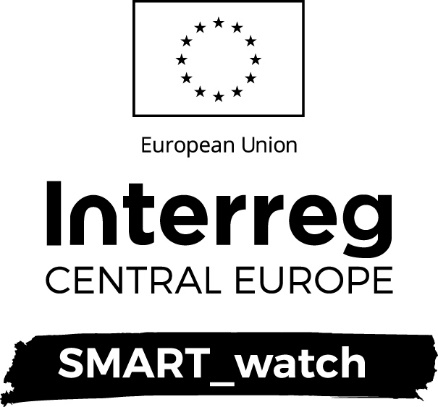 European Union
Interreg
CENTRAL EUROPE
SMART_watch